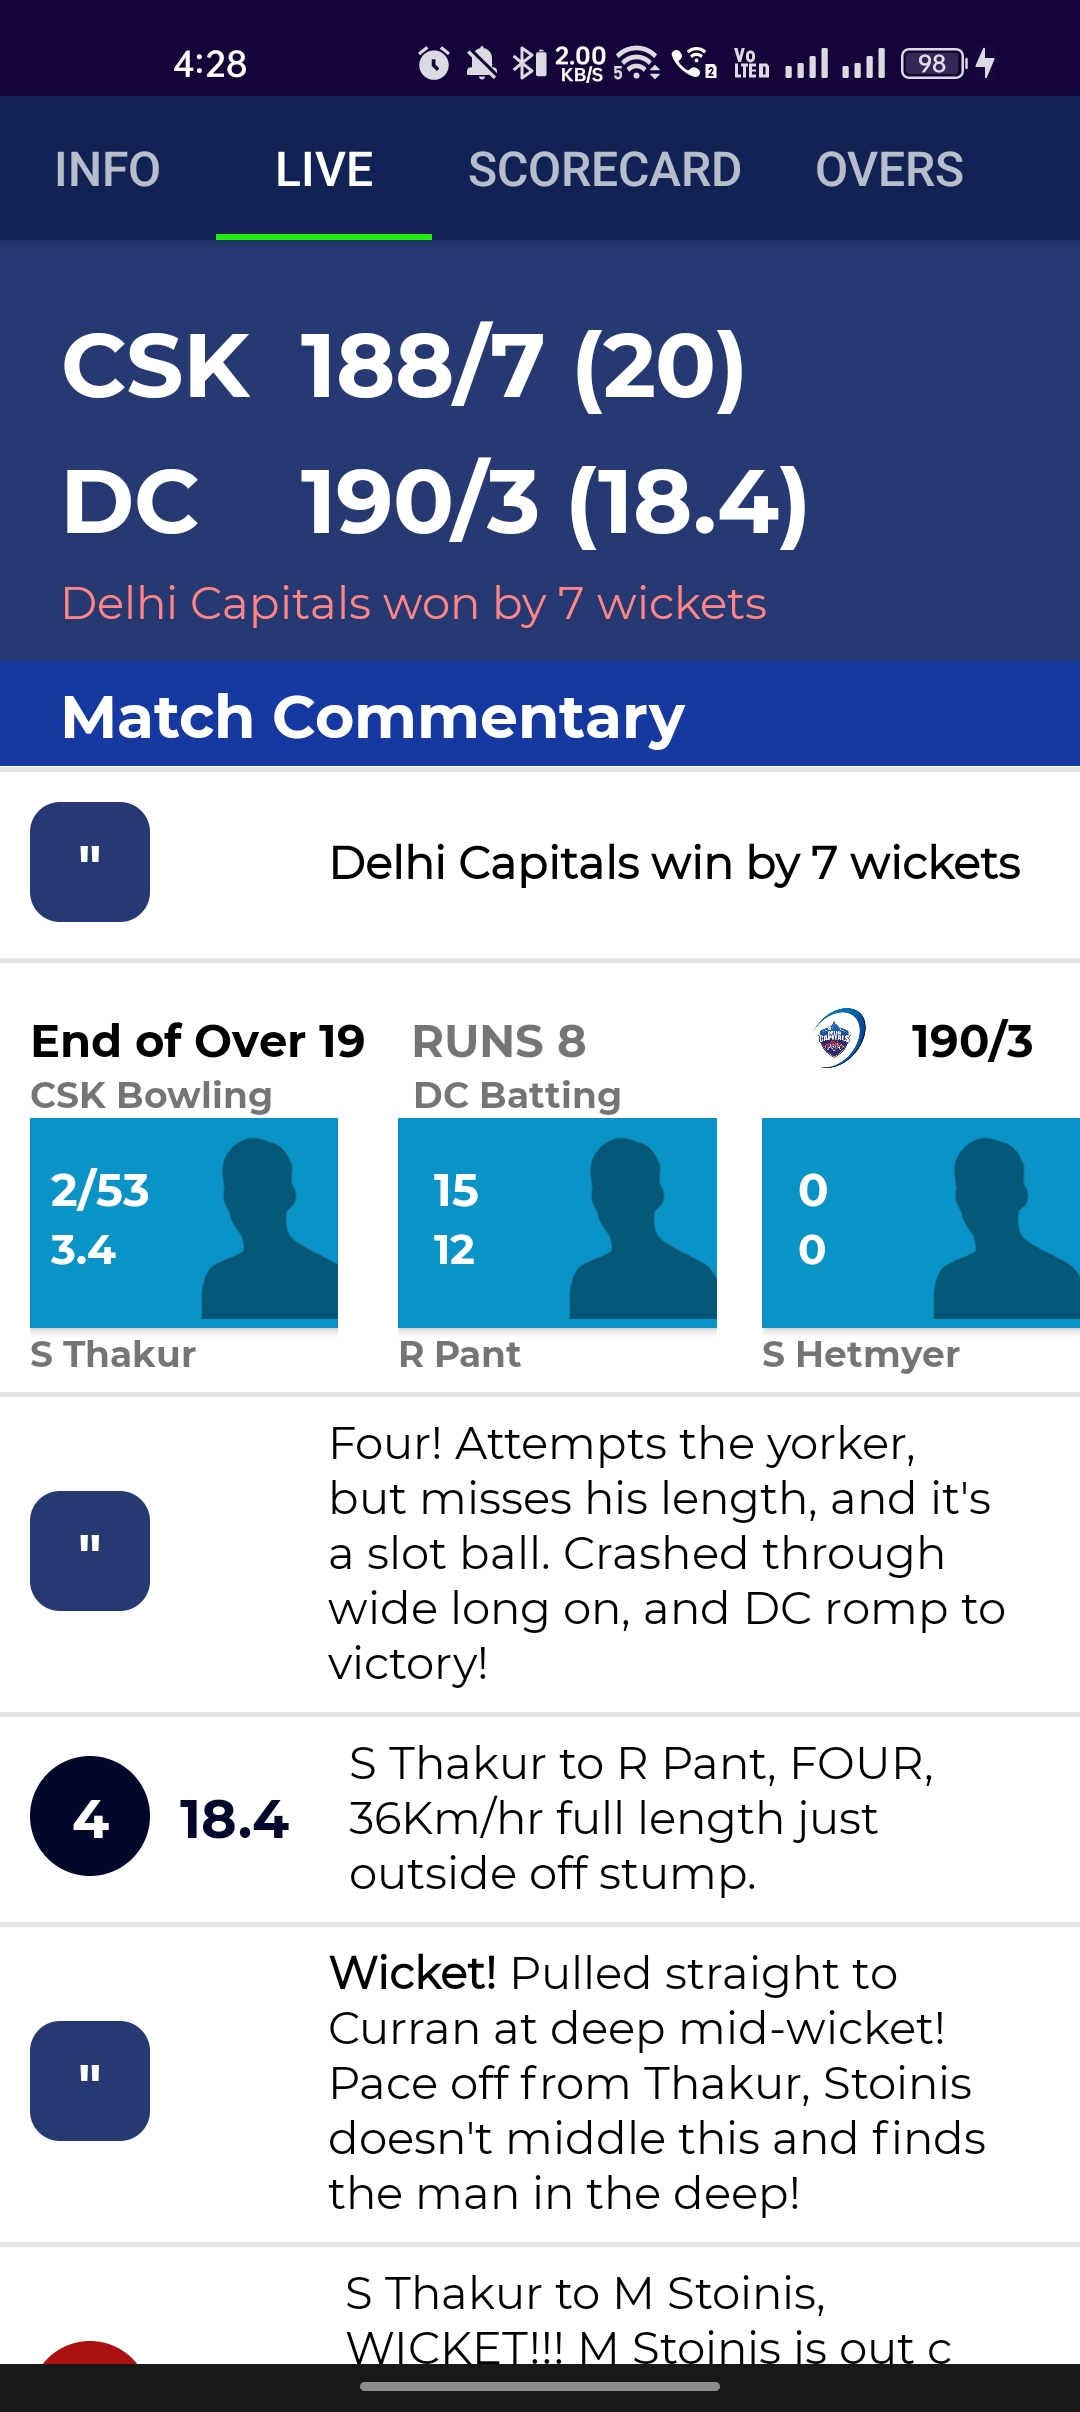 4:28
2.00
KB/S
5
2
Vo
LTED
98
INFO LIVE SCORECARD OVERS
CSK 188/7 (20)
DC 190/3 (18.4)
Delhi Capitals won by 7 wickets
Match Commentary
" Delhi Capitals win by 7 wickets
End of Over 19 RUNS 8 CAPITALS 190/3
CSK Bowling DC Batting
2/53 15 0
3.4 12 0
S Thakur R Pant S Hetmyer
"
Four! Attempts the yorker,
but misses his length, and it's
a slot ball. Crashed through
wide long on, and DC romp to
victory!
4 18.4
S Thakur to R Pant, FOUR,
36Km/hr full length just
outside off stump.
"
Wicket! Pulled straight to
Curran at deep mid-wicket!
Pace off from Thakur, Stoinis
doesn't middle this and finds
the man in the deep!
S Thakur to M Stoinis,
WICKET!!! M Stoinis is out c